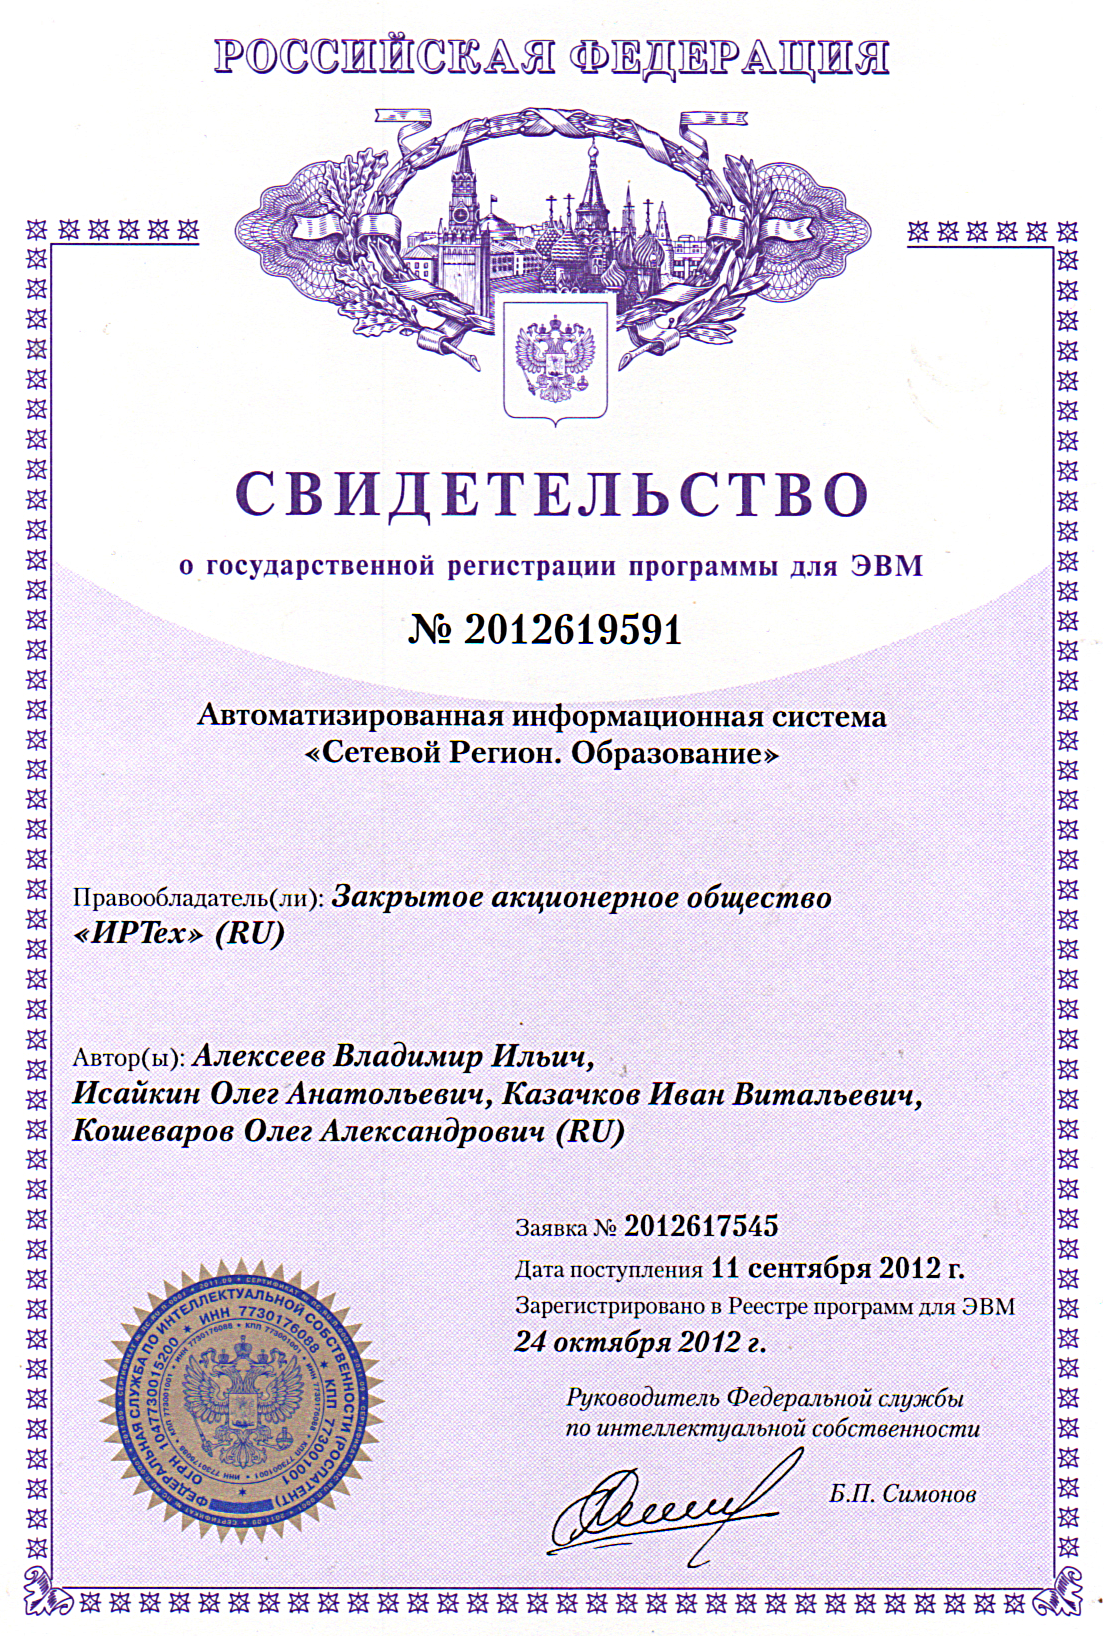 РОССИЙСКАЯ ФЕДЕРАЦИЯ
СВИДЕТЕЛЬСТВО
о государственной регистрации программы для ЭВМ
№ 2012619591
Автоматизированная информационная система
«Сетевой Регион. Образование»
Правообладатель(ли): Закрытое акционерное общество
«ИРТех» (RU)
Автор(ы): Алексеев Владимир Ильич,
Исайкин Олег Анатольевич, Казачков Иван Витальевич,
Кошеваров Олег Александрович (RU)
Заявка № 2012617545
Дата поступления 11 сентября 2012 г.
Зарегистрировано в Реестре программ для ЭВМ
24 октября 2012 г.
Руководитель Федеральной службы
по интеллектуальной собственности
Б.П. Симонов
ФЕДЕРАЛЬНАЯ СЛУЖБА ПО ИНТЕЛЛЕКТУАЛЬНОЙ СОБСТВЕННОСТИ (РОСПАТЕНТ)
ОГРН 1047730015200 * ИНН 7730176088 * КПП 773001001